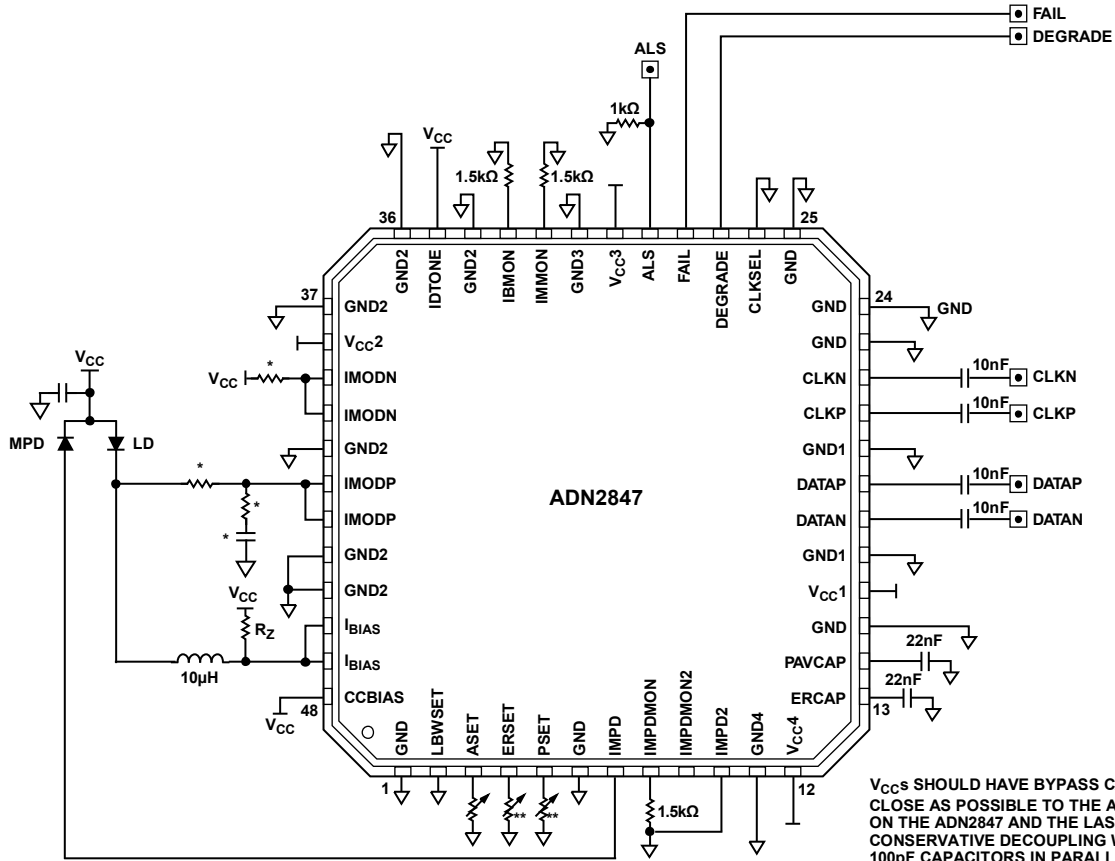 FAIL
DEGRADE
ALS
1kΩ
VCC
1.5kΩ
1.5kΩ
36
25
GND2
IDTONE
GND2
IBMON
IMMON
GND3
VCC3
ALS
FAIL
DEGRADE
CLKSEL
GND
37
GND2
VCC2
IMODN
IMODN
GND2
IMODP
IMODP
GND2
GND2
IBIAS
IBIAS
CCBIAS
48
VCC
*
VCC
MPD
LD
*
*
*
VCC
RZ
10µH
VCC
ADN2847
24
GND
GND
GND
CLKN
10nF
CLKN
CLKP
10nF
CLKP
GND1
DATAP
10nF
DATAP
DATAN
10nF
DATAN
GND1
VCC1
GND
PAVCAP
22nF
ERCAP
22nF
13
GND
LBWSET
ASET
ERSET
PSET
GND
IMPD
IMPDMON
IMPDMON2
IMPD2
GND4
VCC4
1
12
**
**
1.5kΩ
VCCs SHOULD HAVE BYPASS C
CLOSE AS POSSIBLE TO THE A
ON THE ADN2847 AND THE LAS
CONSERVATIVE DECOUPLING W
100pF CAPACITORS IN PARALL